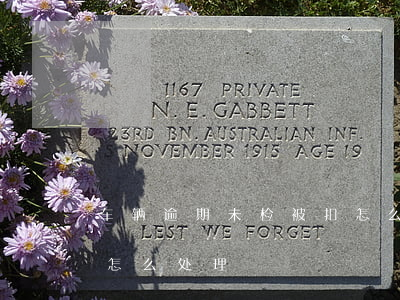 1167 PRIVATE
N. E. GABBETT
23RD BN. AUSTRALIAN INF.
NOVEMBER 1915 AGE 19
车辆逾期未检被扣怎么
LEST WE FORGET
怎么处理